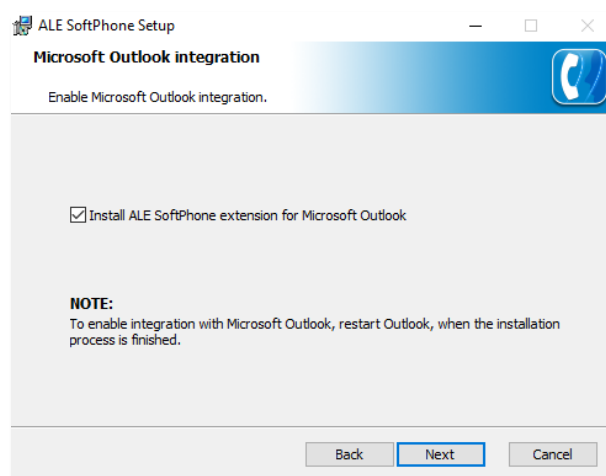 ALE SoftPhone Setup
Microsoft Outlook integration
Enable Microsoft Outlook integration.
Install ALE SoftPhone extension for Microsoft Outlook
NOTE:
To enable integration with Microsoft Outlook, restart Outlook, when the installation
process is finished.
Back Next Cancel